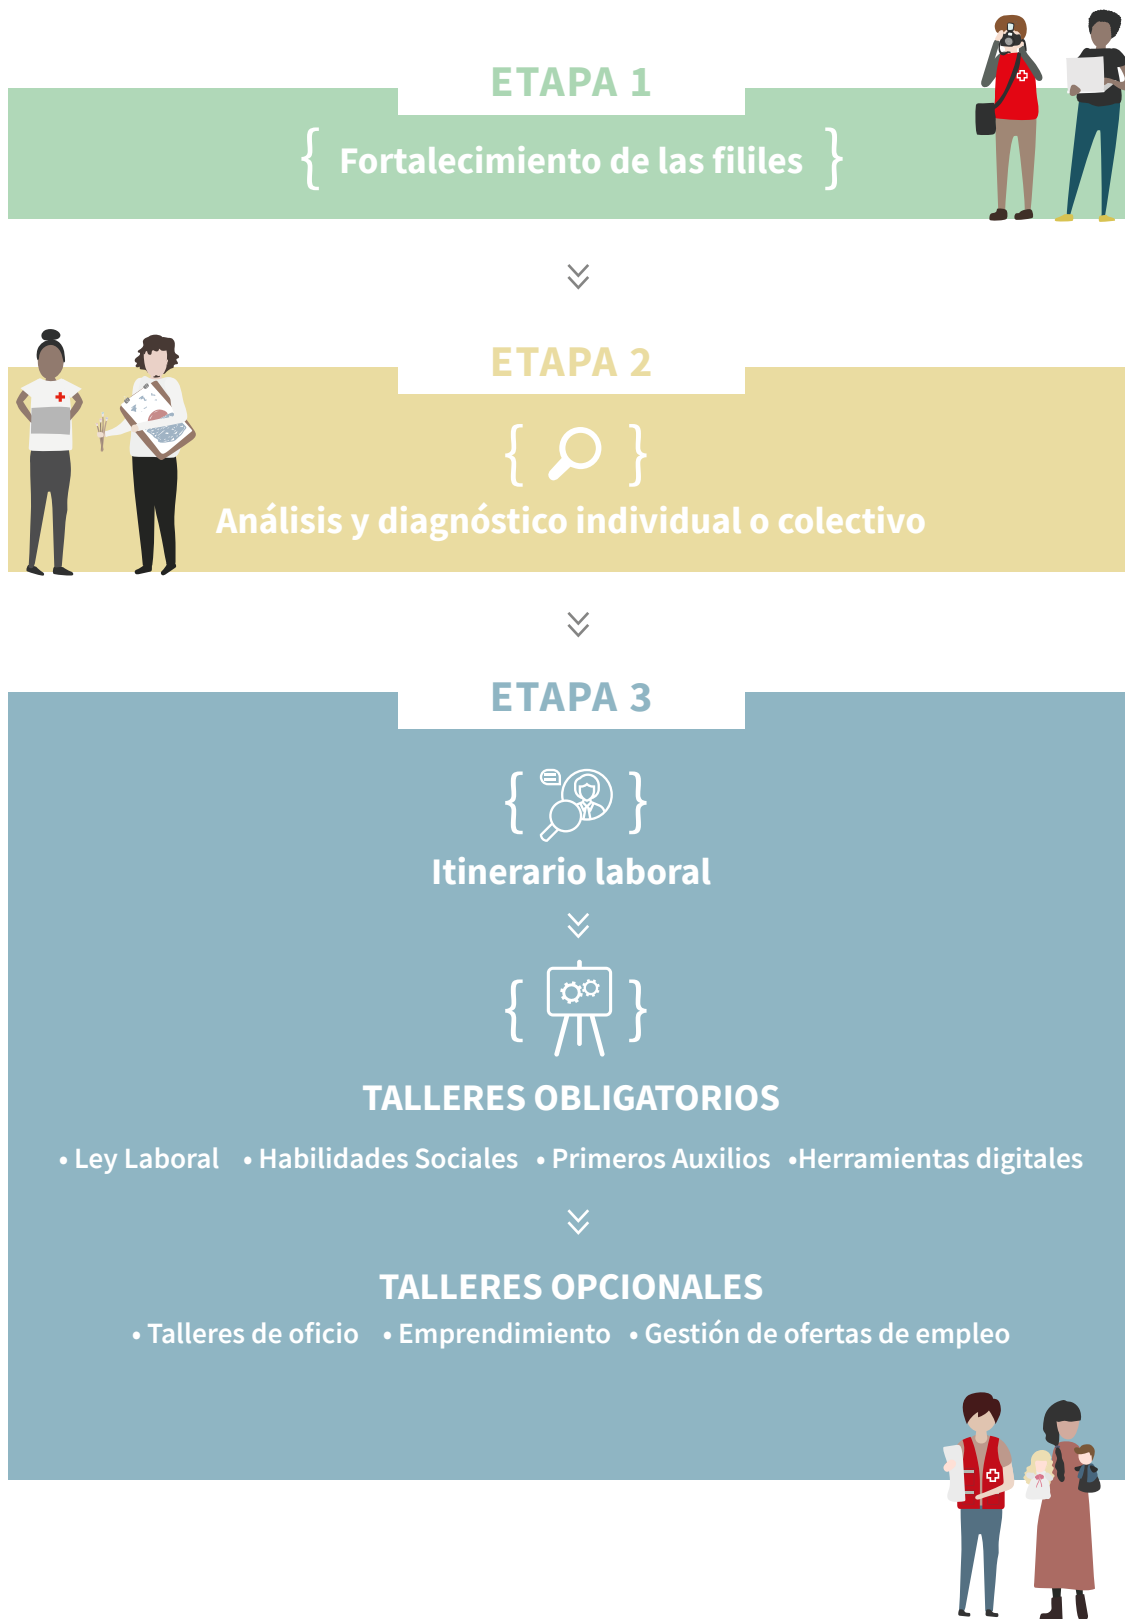 ETAPA 1
{ Fortalecimiento de las fililes }
ETAPA 2
{ }
Análisis y diagnóstico individual o colectivo
ETAPA 3
{ }
Itinerario laboral
{ }
TALLERES OBLIGATORIOS
• Ley Laboral • Habilidades Sociales • Primeros Auxilios •Herramientas digitales
TALLERES OPCIONALES
• Talleres de oficio • Emprendimiento • Gestión de ofertas de empleo